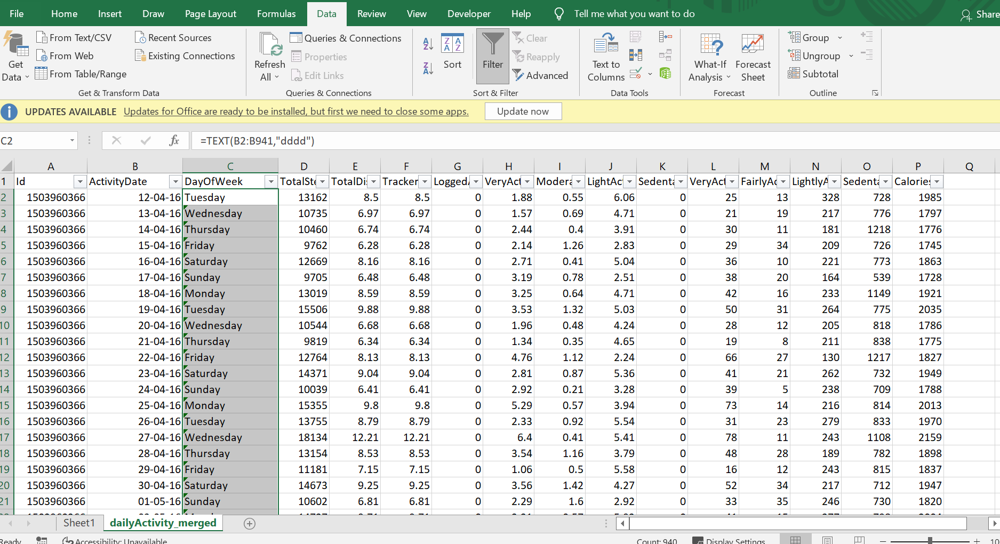 File Home Insert Draw Page Layout Formulas Data Review View Developer Help Tell me what you want to do Share
From Text/CSV Recent Sources Queries & Connections Clear Group
From Web Existing Connections Properties Reapply Ungroup
From Table/Range Edit Links Advanced Subtotal
Get Data Refresh All Sort Filter Text to Columns What-If Analysis Forecast Sheet
Get & Transform Data Queries & Connections Sort & Filter Data Tools Forecast Outline
UPDATES AVAILABLE Updates for Office are ready to be installed, but first we need to close some apps. Update now
C2 fx =TEXT(B2:B941,"dddd")
A B C D E F G H I J K L M N O P Q
1 Id ActivityDate DayOfWeek TotalSte TotalDis Tracker LoggedA VeryAct Modera LightAct Sedenta VeryAct FairlyAc LightlyA Sedenta Calories
2 1503960366 12-04-16 Tuesday 13162 8.5 8.5 0 1.88 0.55 6.06 0 25 13 328 728 1985
3 1503960366 13-04-16 Wednesday 10735 6.97 6.97 0 1.57 0.69 4.71 0 21 19 217 776 1797
4 1503960366 14-04-16 Thursday 10460 6.74 6.74 0 2.44 0.4 3.91 0 30 11 181 1218 1776
5 1503960366 15-04-16 Friday 9762 6.28 6.28 0 2.14 1.26 2.83 0 29 34 209 726 1745
6 1503960366 16-04-16 Saturday 12669 8.16 8.16 0 2.71 0.41 5.04 0 36 10 221 773 1863
7 1503960366 17-04-16 Sunday 9705 6.48 6.48 0 3.19 0.78 2.51 0 38 20 164 539 1728
8 1503960366 18-04-16 Monday 13019 8.59 8.59 0 3.25 0.64 4.71 0 42 16 233 1149 1921
9 1503960366 19-04-16 Tuesday 15506 9.88 9.88 0 3.53 1.32 5.03 0 50 31 264 775 2035
10 1503960366 20-04-16 Wednesday 10544 6.68 6.68 0 1.96 0.48 4.24 0 28 12 205 818 1786
11 1503960366 21-04-16 Thursday 9819 6.34 6.34 0 1.34 0.35 4.65 0 19 8 211 838 1775
12 1503960366 22-04-16 Friday 12764 8.13 8.13 0 4.76 1.12 2.24 0 66 27 130 1217 1827
13 1503960366 23-04-16 Saturday 14371 9.04 9.04 0 2.81 0.87 5.36 0 41 21 262 732 1949
14 1503960366 24-04-16 Sunday 10039 6.41 6.41 0 2.92 0.21 3.28 0 39 5 238 709 1788
15 1503960366 25-04-16 Monday 15355 9.8 9.8 0 5.29 0.57 3.94 0 73 14 216 814 2013
16 1503960366 26-04-16 Tuesday 13755 8.79 8.79 0 2.33 0.92 5.54 0 31 23 279 833 1970
17 1503960366 27-04-16 Wednesday 18134 12.21 12.21 0 6.4 0.41 5.41 0 78 11 243 1108 2159
18 1503960366 28-04-16 Thursday 13154 8.53 8.53 0 3.54 1.16 3.79 0 48 28 189 782 1898
19 1503960366 29-04-16 Friday 11181 7.15 7.15 0 1.06 0.5 5.58 0 16 12 243 815 1837
20 1503960366 30-04-16 Saturday 14673 9.25 9.25 0 3.56 1.42 4.27 0 52 34 217 712 1947
21 1503960366 01-05-16 Sunday 10602 6.81 6.81 0 2.29 1.6 2.92 0 33 35 246 730 1820
Sheet1 dailyActivity_merged
Ready Accessibility: Unavailable Count: 940 Display Settings